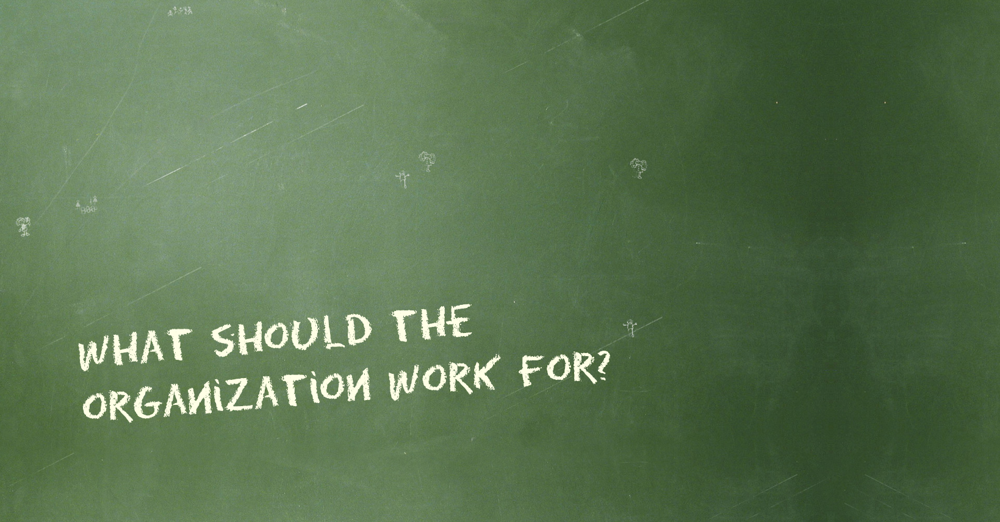 WHAT SHOULD THE
ORGANIZATION WORK FOR?